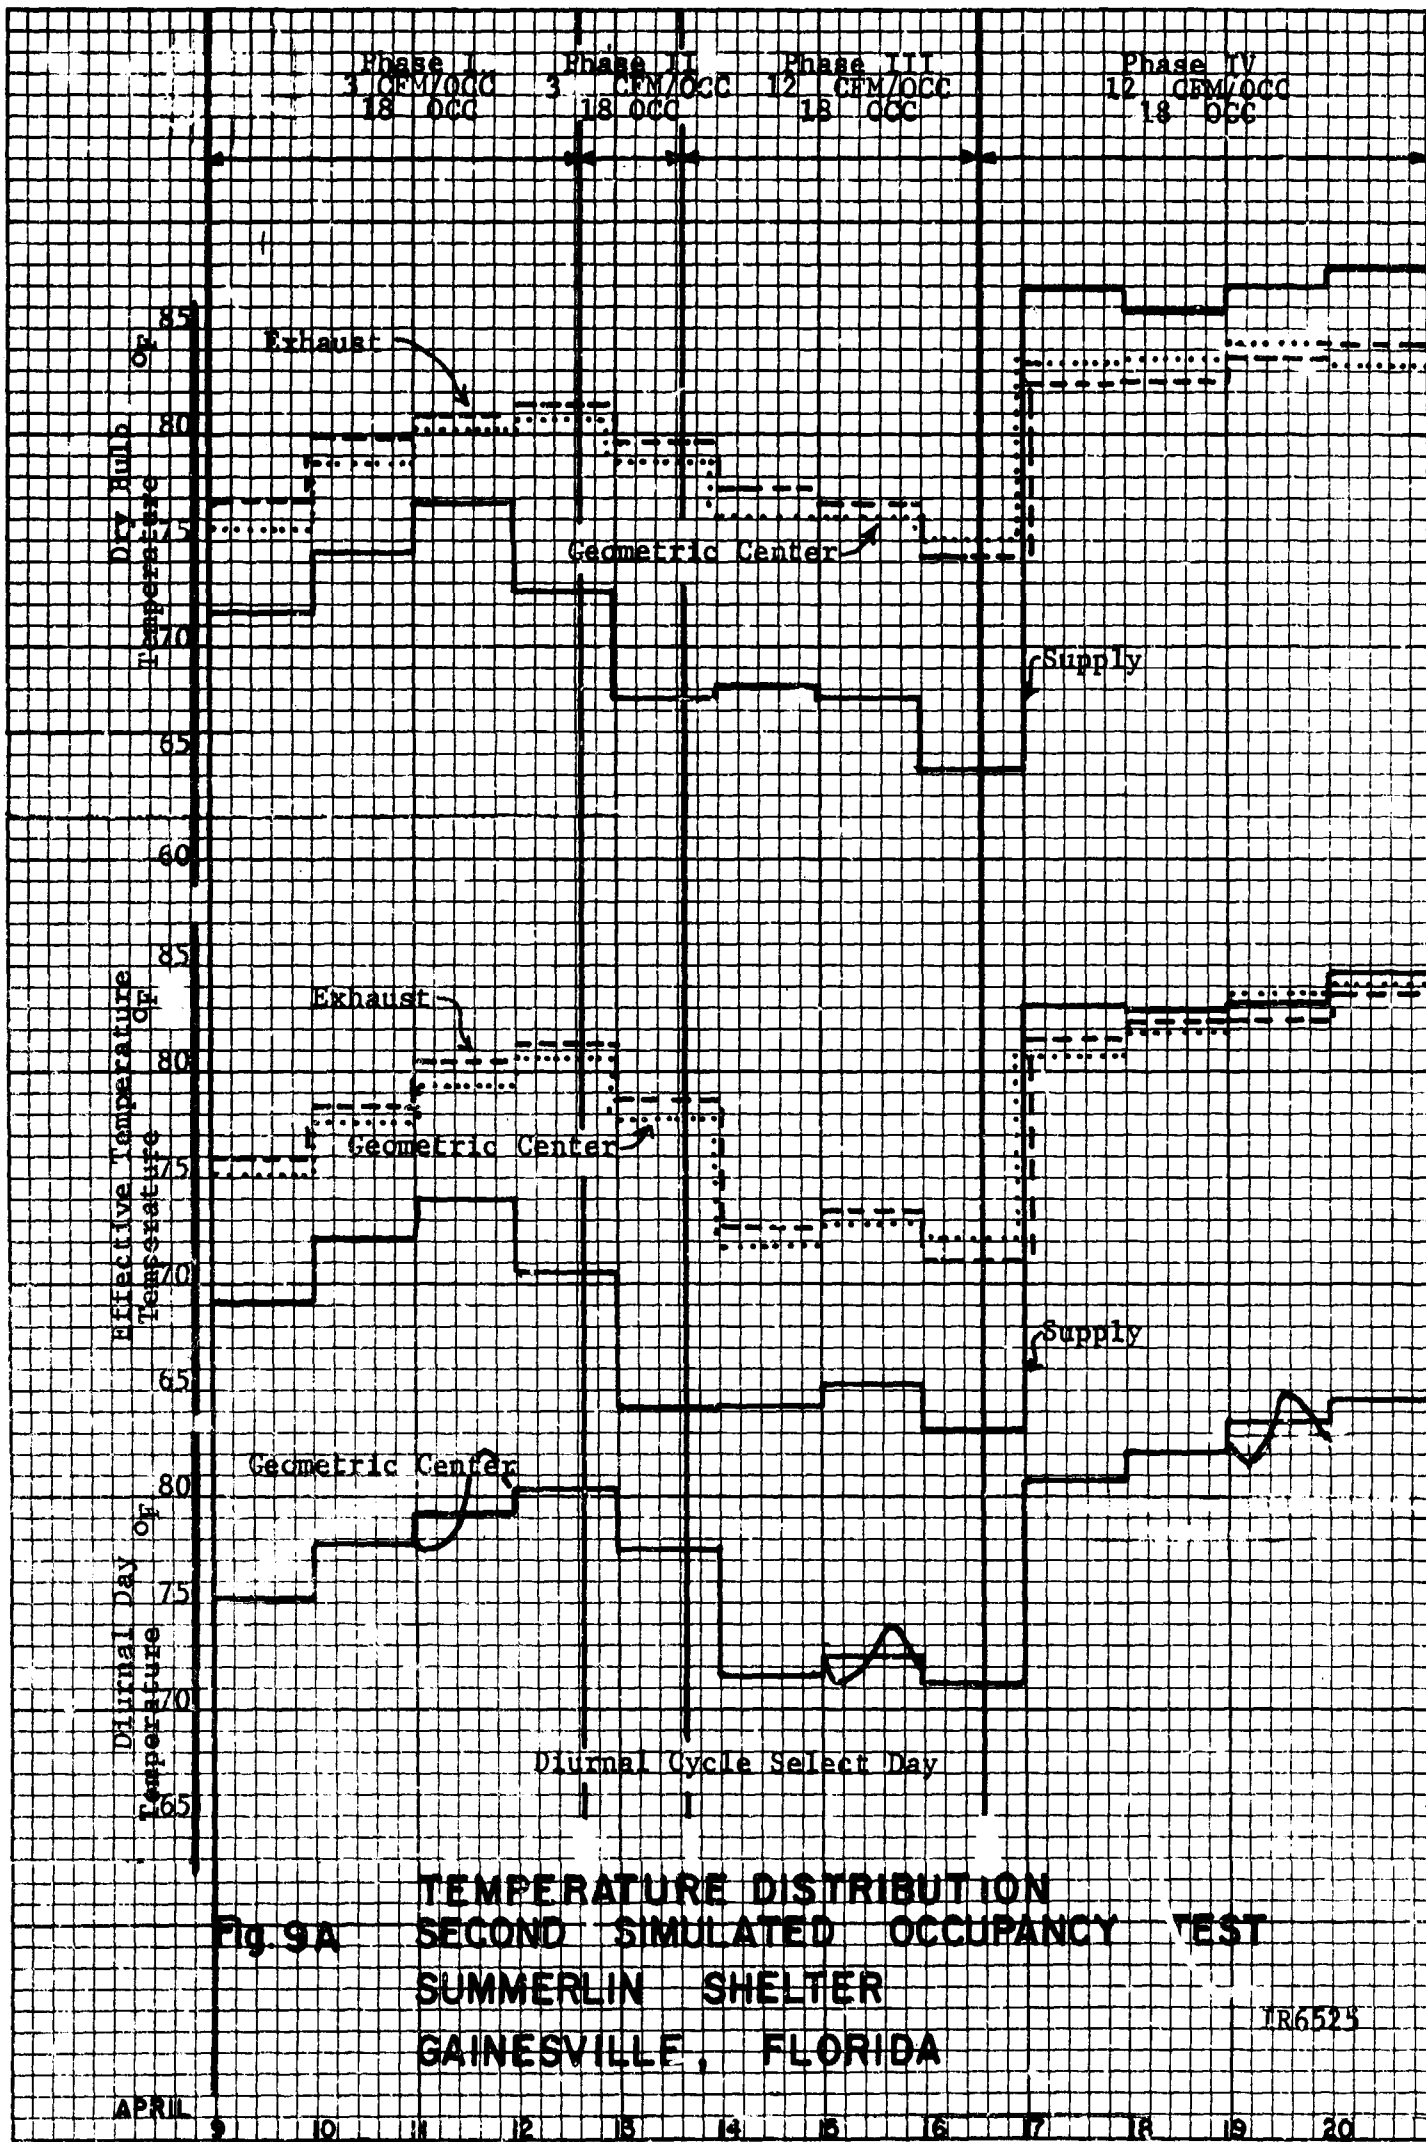 Phase I
3 CFM/OCC
18 OCC
Phase II
3 CFM/OCC
18 OCC
Phase III
12 CFM/OCC
18 OCC
Phase IV
12 CFM/OCC
18 OCC
Dry Bulb °F
Temperature
85
80
75
70
65
60
Exhaust
Geometric Center
Supply
Effective Temperature °F
Temserature
85
80
75
70
65
Exhaust
Geometric Center
Supply
Diurnal Day °F
Temperature
80
75
70
65
Geometric Center
Diurnal Cycle Select Day
TEMPERATURE DISTRIBUTION
Fig. 9A SECOND SIMULATED OCCUPANCY TEST
SUMMERLIN SHELTER
GAINESVILLE, FLORIDA
IR6525
APRIL 9 10 11 12 13 14 15 16 17 18 19 20